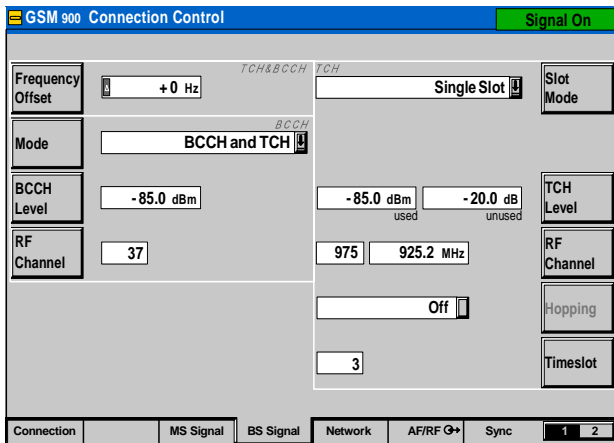 GSM 900 Connection Control
Signal On
TCH&BCCH TCH
Frequency Offset
+0 Hz
Single Slot
Slot Mode
BCCH
Mode
BCCH and TCH
BCCH Level
-85.0 dBm
-85.0 dBm
used
-20.0 dB
unused
TCH Level
RF Channel
37
975
925.2 MHz
RF Channel
Off
Hopping
3
Timeslot
Connection MS Signal BS Signal Network AF/RF Sync 1 2